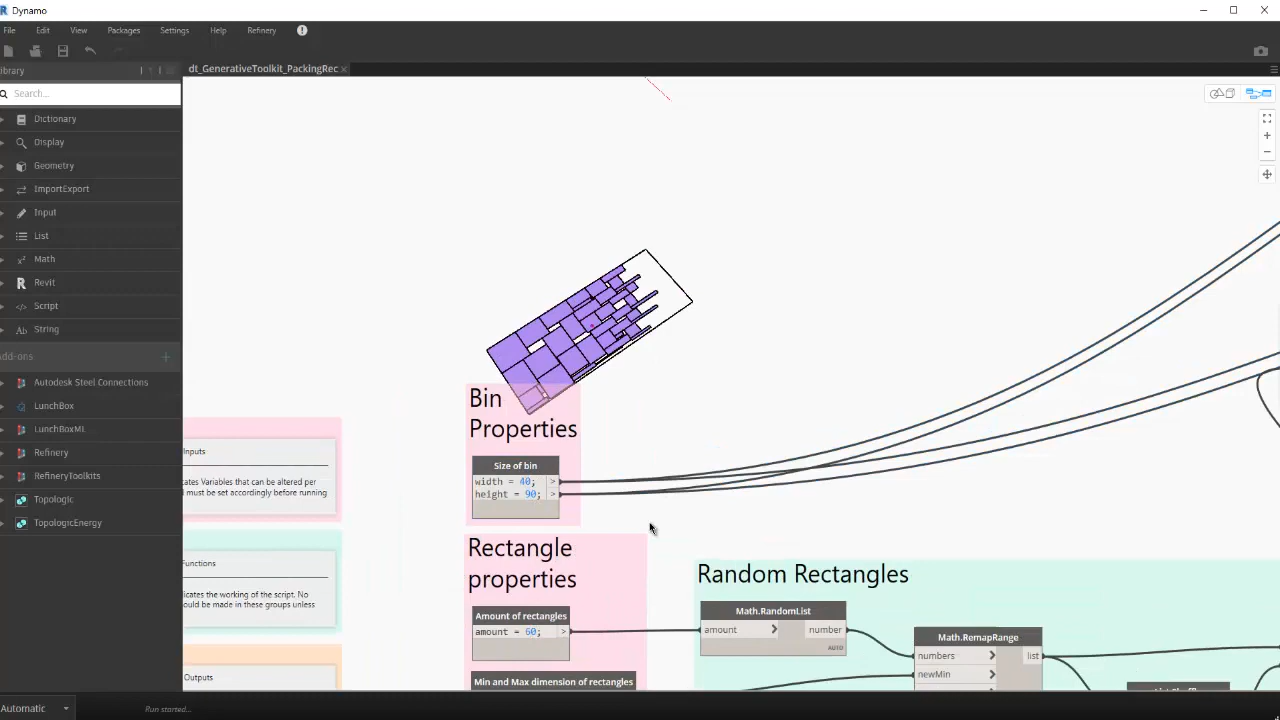 Dynamo
File Edit View Packages Settings Help Refinery
ibrary
dt_GenerativeToolkit_PackingRec
Search...
Dictionary
Display
Geometry
ImportExport
Input
List
Math
Revit
Script
String
Add-ons
Autodesk Steel Connections
LunchBox
LunchBoxML
Refinery
RefineryToolkits
Topologic
TopologicEnergy
Inputs
cates Variables that can be altered per
must be set accordingly before running
Functions
icates the working of the script. No
ould be made in these groups unless
Outputs
Bin
Properties
Size of bin
width = 40; >
height = 90; >
Rectangle
properties
Amount of rectangles
amount = 60; >
Min and Max dimension of rectangles
Random Rectangles
Math.RandomList
amount > number
AUTO
Math.RemapRange
numbers > list
newMin >
Automatic
Run started...